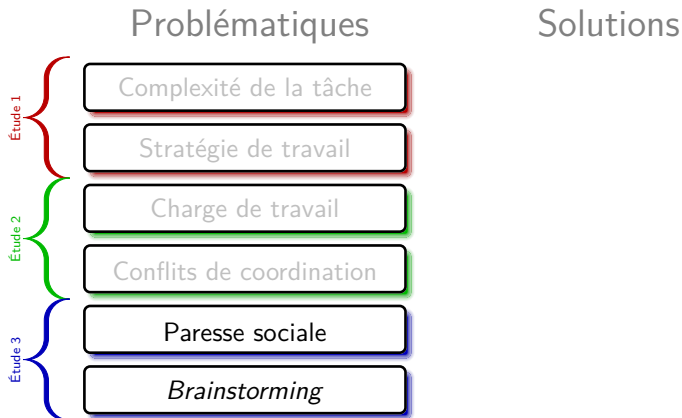 Problématiques
Solutions
Étude 1
Complexité de la tâche
Stratégie de travail
Étude 2
Charge de travail
Conflits de coordination
Étude 3
Paresse sociale
Brainstorming